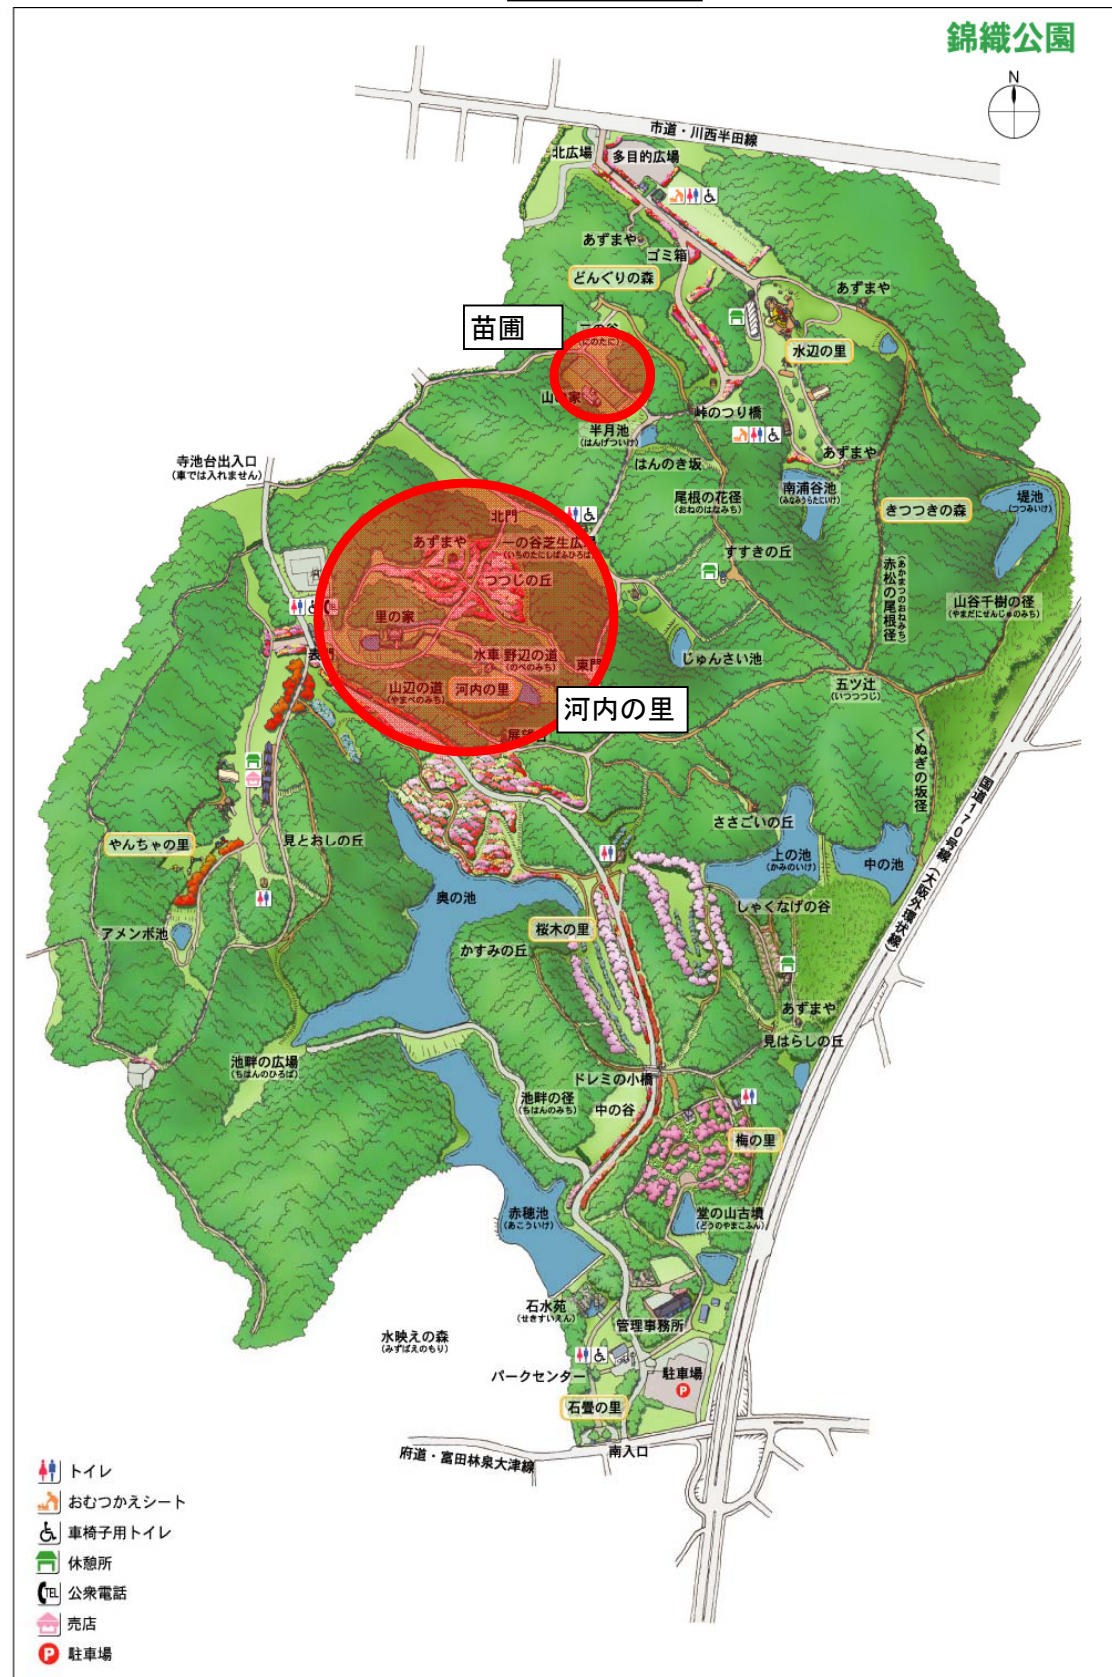 錦織公園
N
市道・川西半田線
北広場
多目的広場
あずまや
ゴミ箱
どんぐりの森
あずまや
苗圃
二の谷
(にのたに)
水辺の里
山の家
峠のつり橋
半月池
(はんげついけ)
はんのき坂
あずまや
寺池台出入口
(車では入れません)
尾根の花径
(おねのはなみち)
南浦谷池
(みなみうらたにいけ)
きつつきの森
堤池
(つつみいけ)
北門
あずまや
一の谷芝生広場
(いちのたにしばふひろば)
すすきの丘
つつじの丘
赤松の尾根径
(あかまつのおねみち)
山谷千樹の径
(やまだにせんじゅのみち)
里の家
表門
水車
野辺の道
(のべのみち)
東門
じゅんさい池
山辺の道
(やまべのみち)
河内の里
五ツ辻
(いつつつじ)
河内の里
展望台
くぬぎの坂径
国道170号線(大阪外環状線)
ささごいの丘
やんちゃの里
見とおしの丘
上の池
(かみのいけ)
中の池
奥の池
しゃくなげの谷
アメンボ池
桜木の里
かすみの丘
あずまや
見はらしの丘
池畔の広場
(ちはんのひろば)
ドレミの小橋
池畔の径
(ちはんのみち)
中の谷
梅の里
赤穂池
(あこういけ)
堂の山古墳
(どうのやまこふん)
石水苑
(せきすいえん)
管理事務所
水映えの森
(みずばえのもり)
パークセンター
駐車場
P
石畳の里
南入口
府道・富田林泉大津線
トイレ
おむつかえシート
車椅子用トイレ
休憩所
TEL 公衆電話
売店
P 駐車場